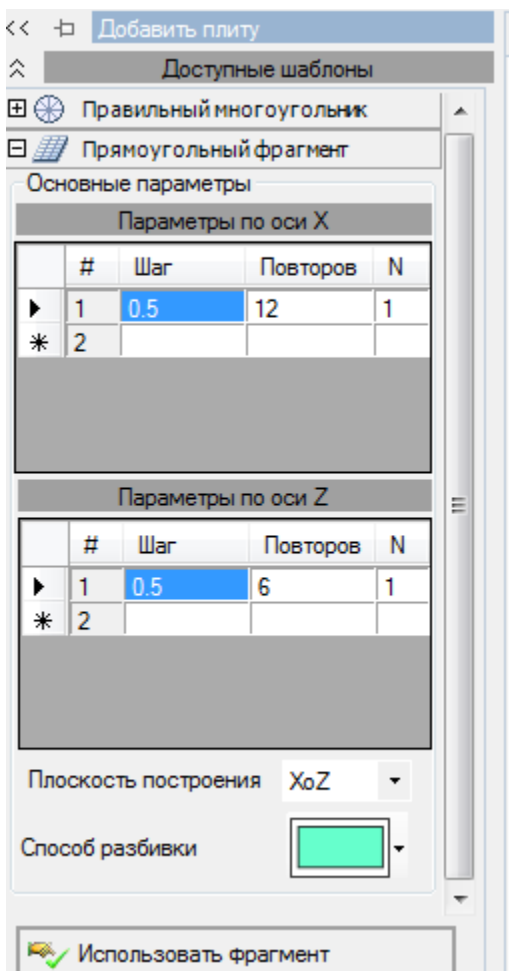 << Добавить плиту
Доступные шаблоны
Правильный многоугольник
Прямоугольный фрагмент
Основные параметры
Параметры по оси X
# Шаг Повторов N
1 0.5 12 1
2
Параметры по оси Z
# Шаг Повторов N
1 0.5 6 1
2
Плоскость построения XoZ
Способ разбивки
Использовать фрагмент